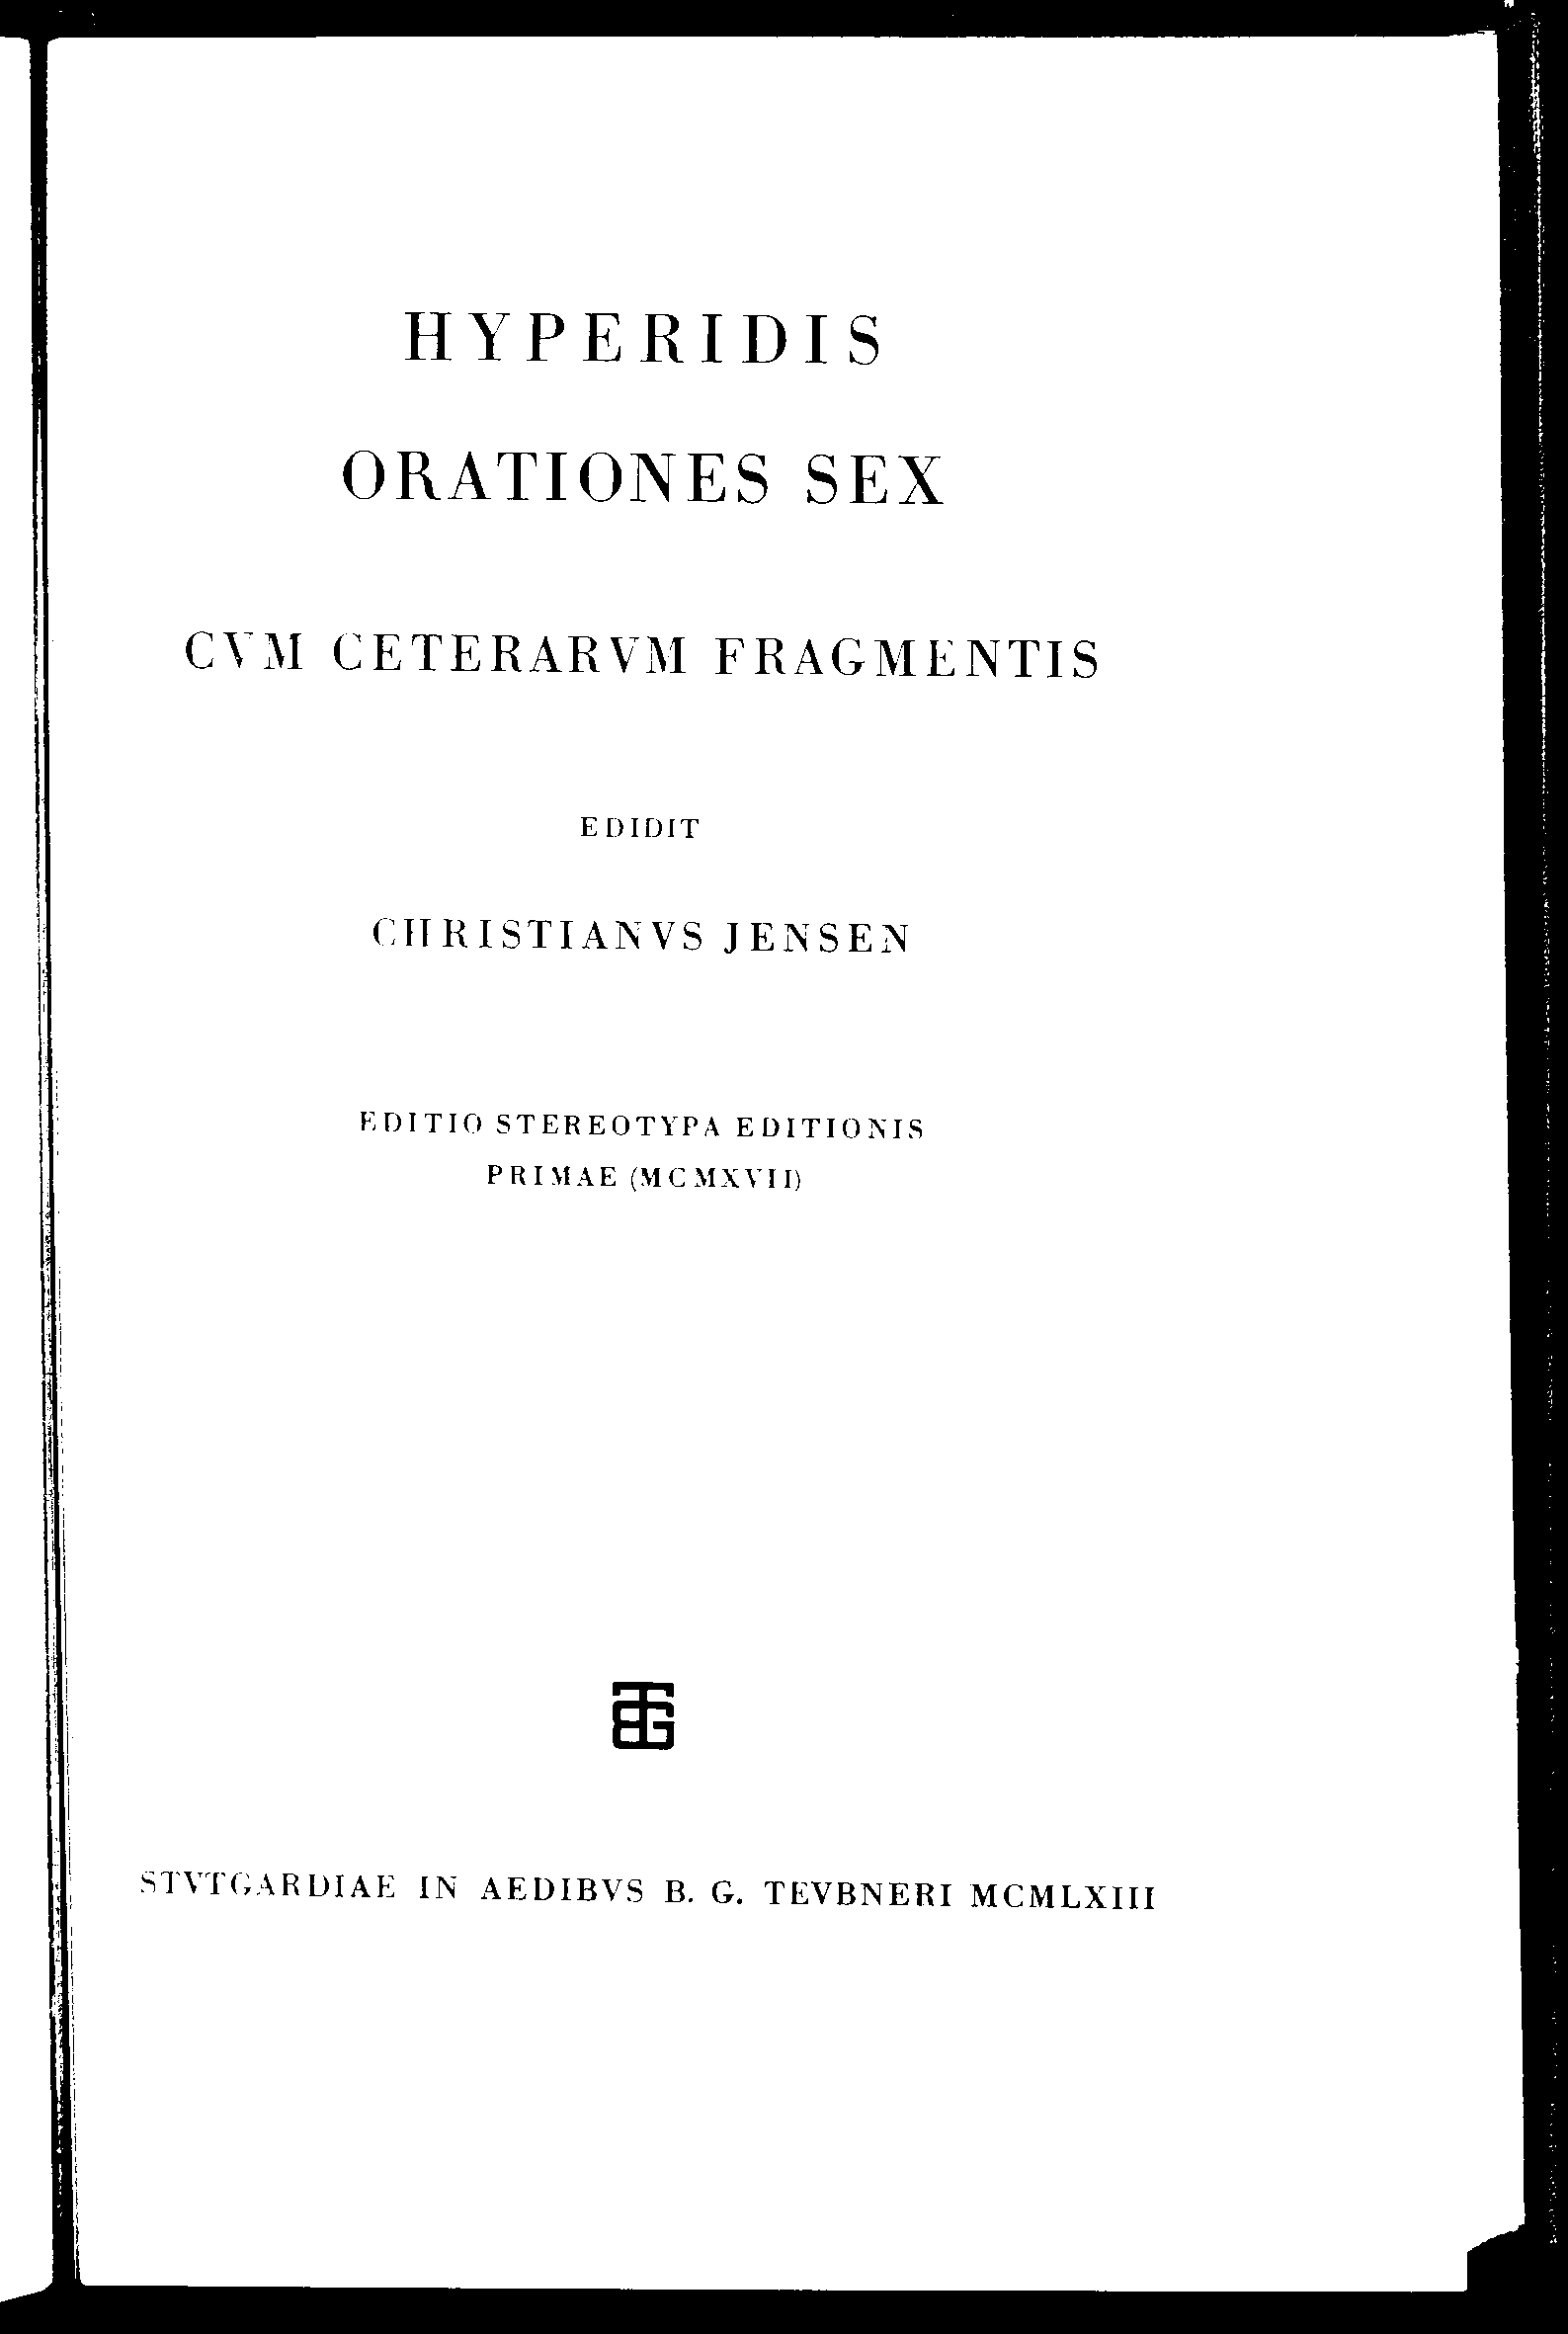 HYPERIDIS
ORATIONES SEX
CVM CETERARVM FRAGMENTIS
EDIDIT
CHRISTIANVS JENSEN
EDITIO STEREOTYPA EDITIONIS
PRIMAE (MCMXVII)
BTG
STVTGARDIAE IN AEDIBVS B. G. TEVBNERI MCMLXIII